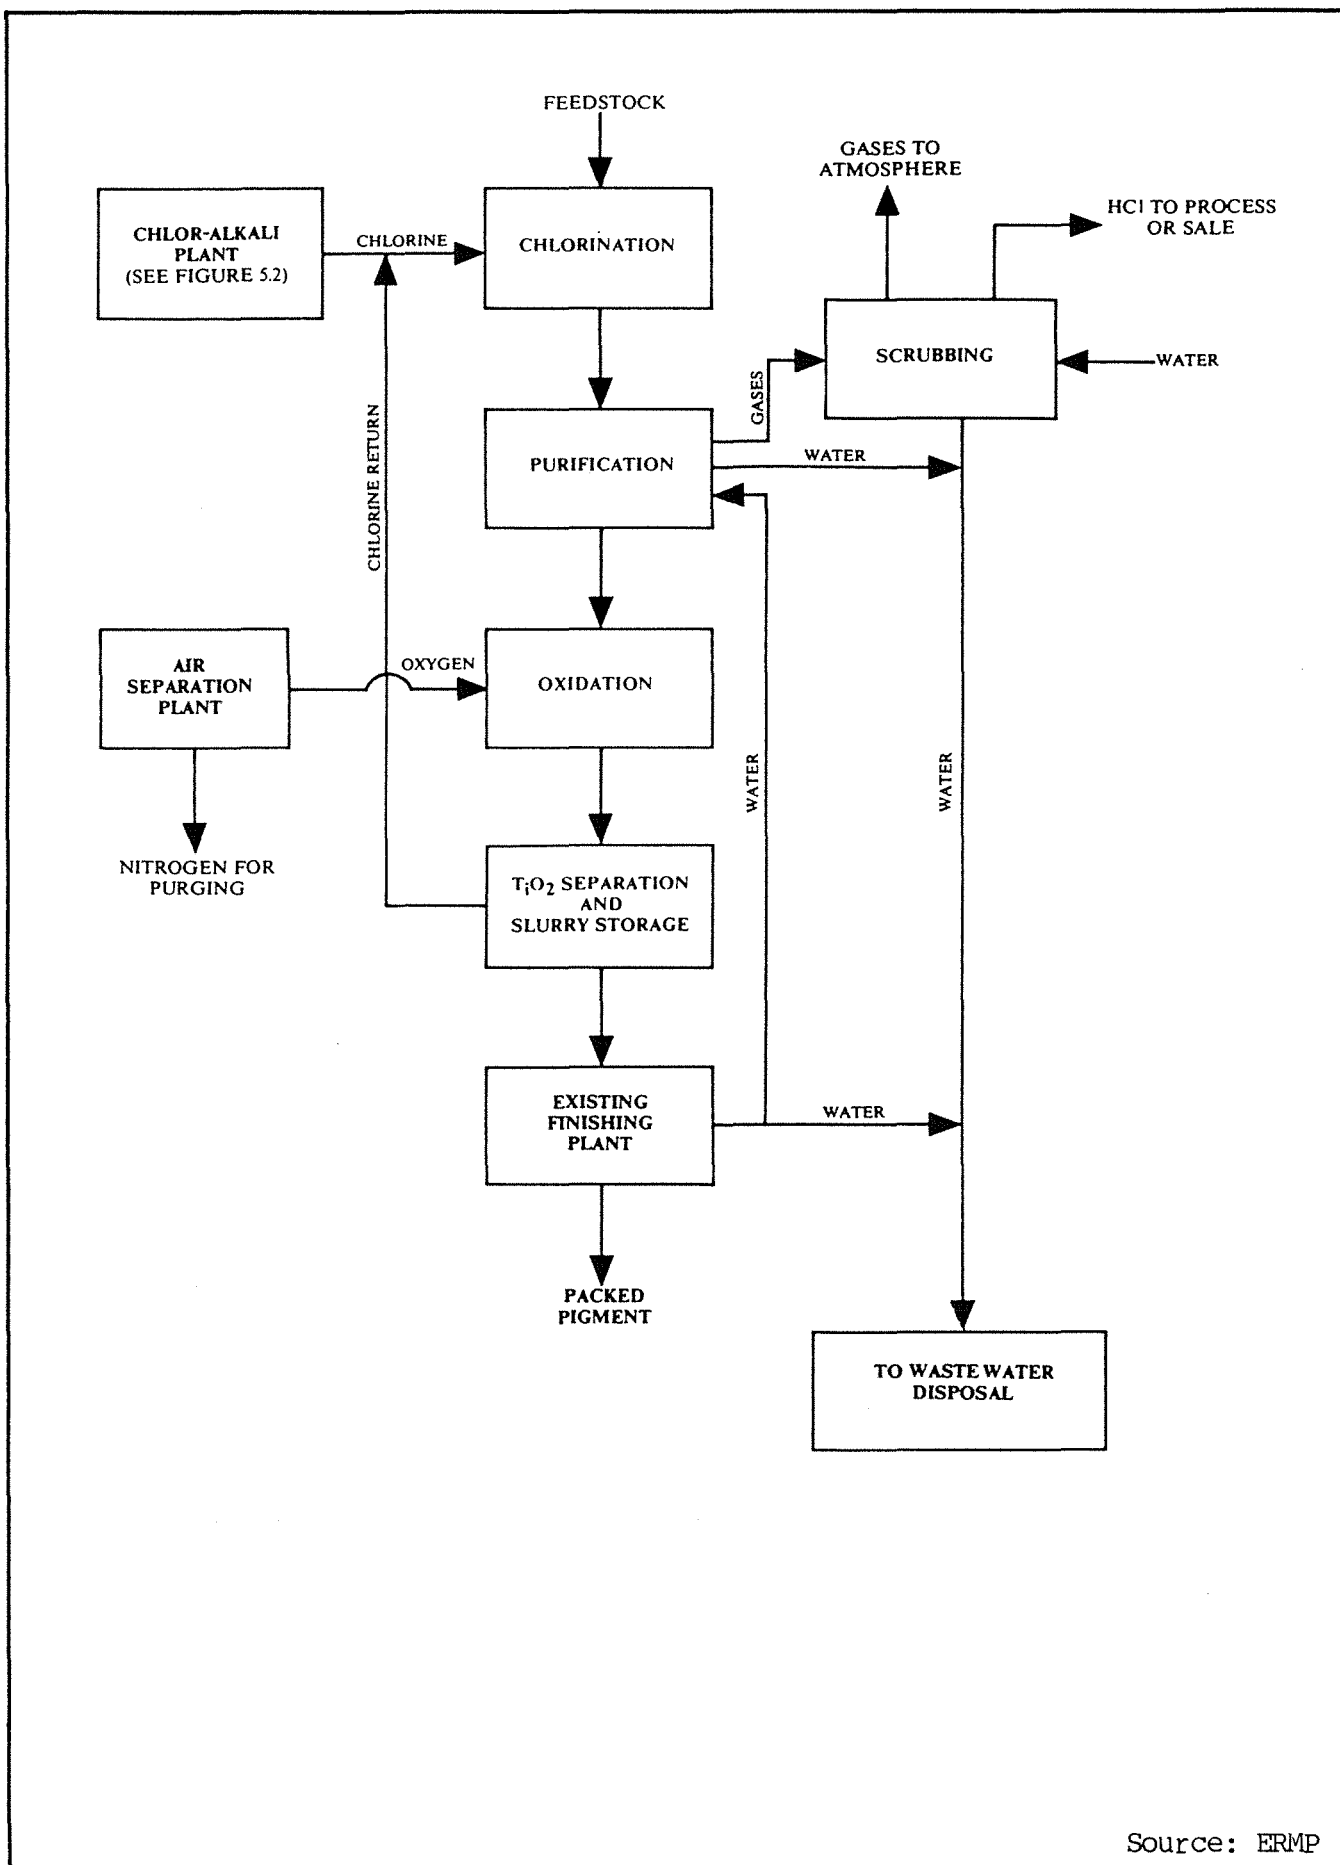 FEEDSTOCK
GASES TO
ATMOSPHERE
HCl TO PROCESS
OR SALE
CHLOR-ALKALI
PLANT
(SEE FIGURE 5.2)
CHLORINE
CHLORINATION
SCRUBBING
WATER
GASES
PURIFICATION
WATER
CHLORINE RETURN
AIR
SEPARATION
PLANT
OXYGEN
OXIDATION
WATER
WATER
NITROGEN FOR
PURGING
TiO2 SEPARATION
AND
SLURRY STORAGE
EXISTING
FINISHING
PLANT
WATER
PACKED
PIGMENT
TO WASTE WATER
DISPOSAL
Source: ERMP